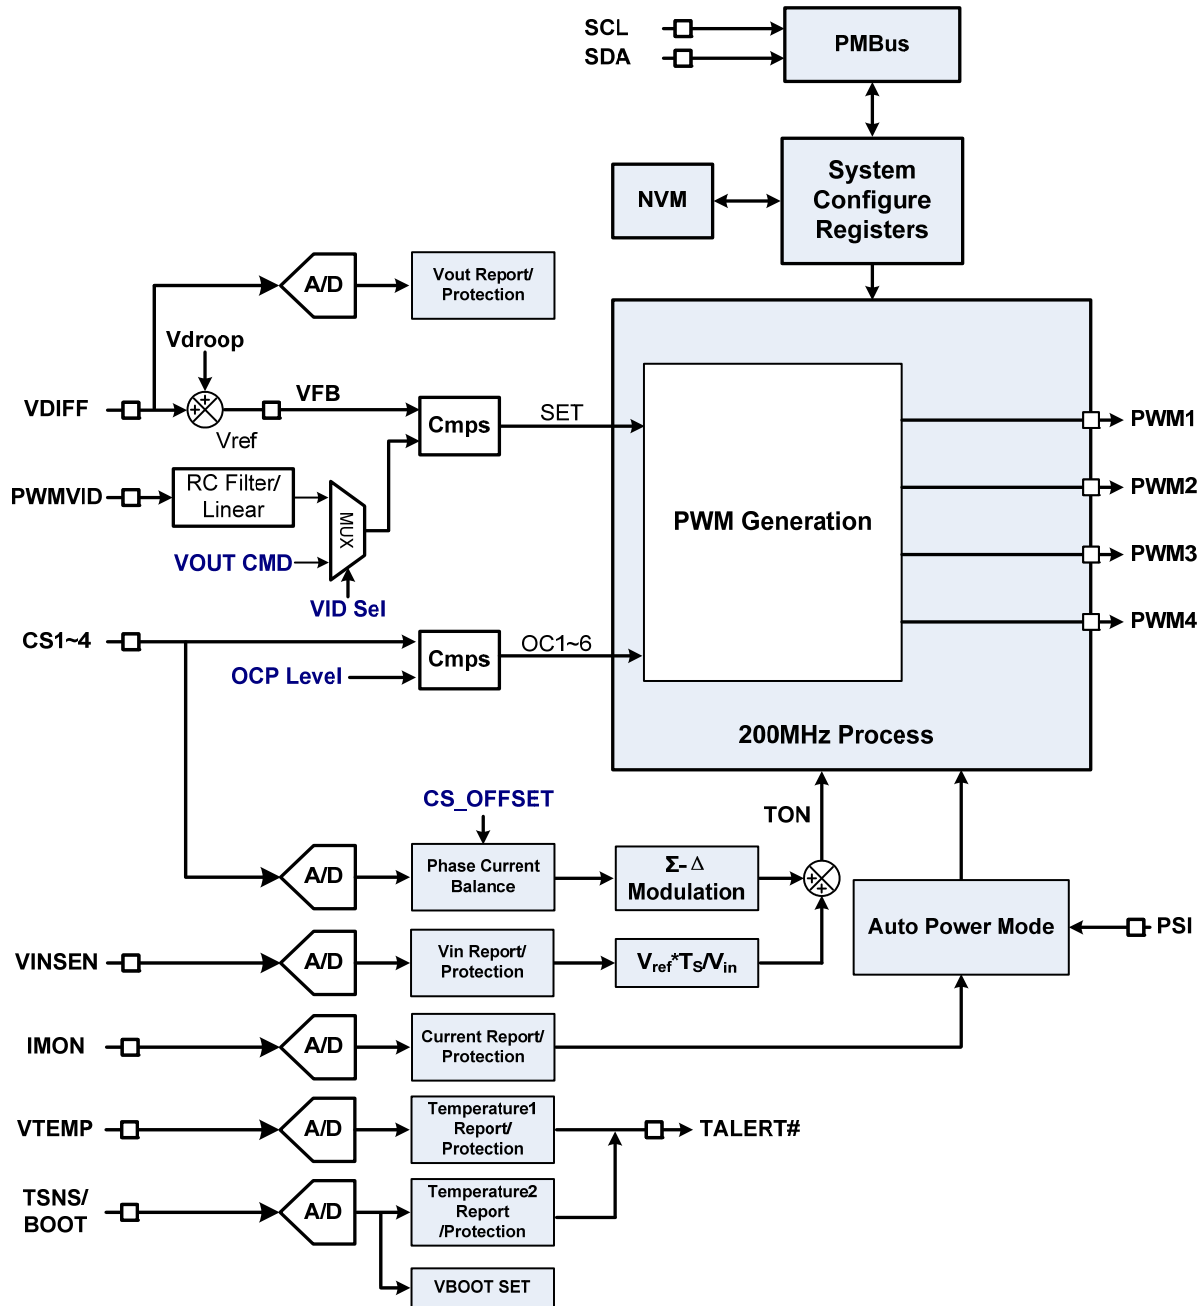 SCL
SDA
PMBus
NVM
System
Configure
Registers
A/D
Vout Report/
Protection
Vdroop
VDIFF
VFB
Vref
Cmps
SET
PWMVID
RC Filter/
Linear
MUX
VOUT CMD
VID Sel
PWM Generation
PWM1
PWM2
PWM3
PWM4
CS1~4
OCP Level
Cmps
OC1~6
200MHz Process
CS_OFFSET
TON
A/D
Phase Current
Balance
Σ- Δ
Modulation
Auto Power Mode
PSI
VINSEN
A/D
Vin Report/
Protection
Vref*TS/Vin
IMON
A/D
Current Report/
Protection
VTEMP
A/D
Temperature1
Report/
Protection
TALERT#
TSNS/
BOOT
A/D
Temperature2
Report
/Protection
VBOOT SET